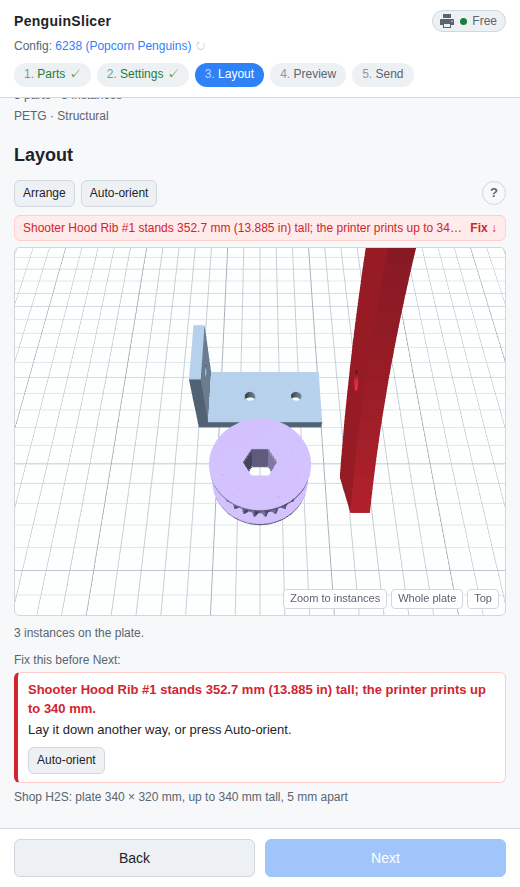 PenguinSlicer
Free
Config: 6238 (Popcorn Penguins)
1. Parts ✓
2. Settings ✓
3. Layout
4. Preview
5. Send
PETG · Structural
Layout
Arrange
Auto-orient
?
Shooter Hood Rib #1 stands 352.7 mm (13.885 in) tall; the printer prints up to 34… Fix ↓
Zoom to instances
Whole plate
Top
3 instances on the plate.
Fix this before Next:
Shooter Hood Rib #1 stands 352.7 mm (13.885 in) tall; the printer prints up
to 340 mm.
Lay it down another way, or press Auto-orient.
Auto-orient
Shop H2S: plate 340 × 320 mm, up to 340 mm tall, 5 mm apart
Back
Next